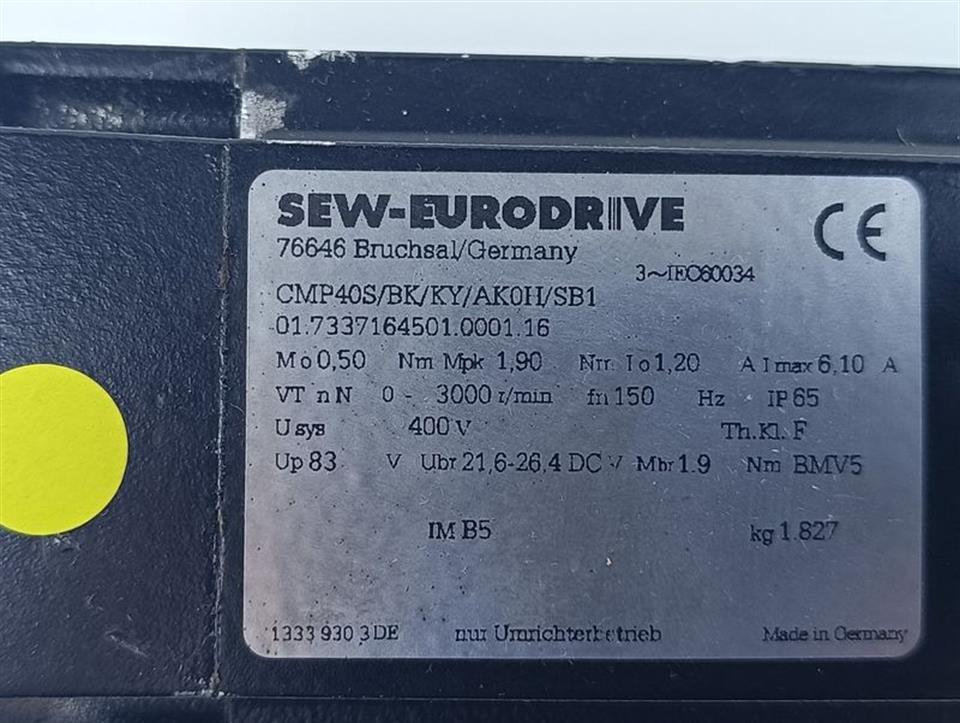 SEW-EURODRIVE
CE
76646 Bruchsal/Germany
3~IEC60034
CMP40S/BK/KY/AK0H/SB1
01.7337164501.0001.16
Mo 0,50 Nm Mpk 1,90 Nm Io 1,20 A Imax 6,10 A
VT nN 0 - 3000 r/min fn 150 Hz IP 65
Usys 400 V Th.Kl. F
Up 83 V Ubr 21,6-26,4 DC V Mbr 1.9 Nm BMV5
IM B5 kg 1.827
1333 930 3 DE nur Umrichterbetrieb Made in Germany